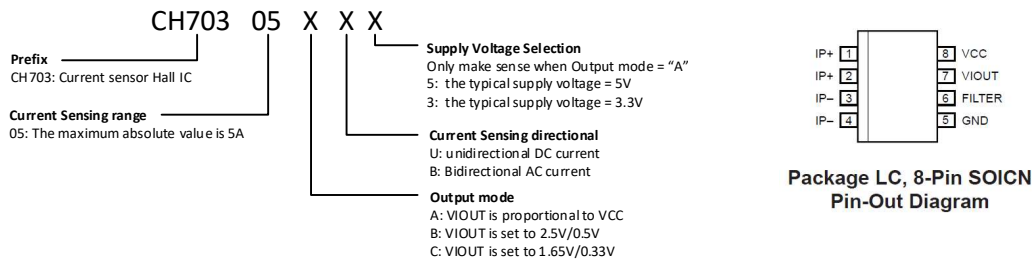 CH703 05 X X X
Prefix
CH703: Current sensor Hall IC
Current Sensing range
05: The maximum absolute value is 5A
Supply Voltage Selection
Only make sense when Output mode = “A”
5: the typical supply voltage = 5V
3: the typical supply voltage = 3.3V
Current Sensing directional
U: unidirectional DC current
B: Bidirectional AC current
Output mode
A: VIOUT is proportional to VCC
B: VIOUT is set to 2.5V/0.5V
C: VIOUT is set to 1.65V/0.33V
IP+ 1 8 VCC
IP+ 2 7 VIOUT
IP– 3 6 FILTER
IP– 4 5 GND
Package LC, 8-Pin SOICN
Pin-Out Diagram